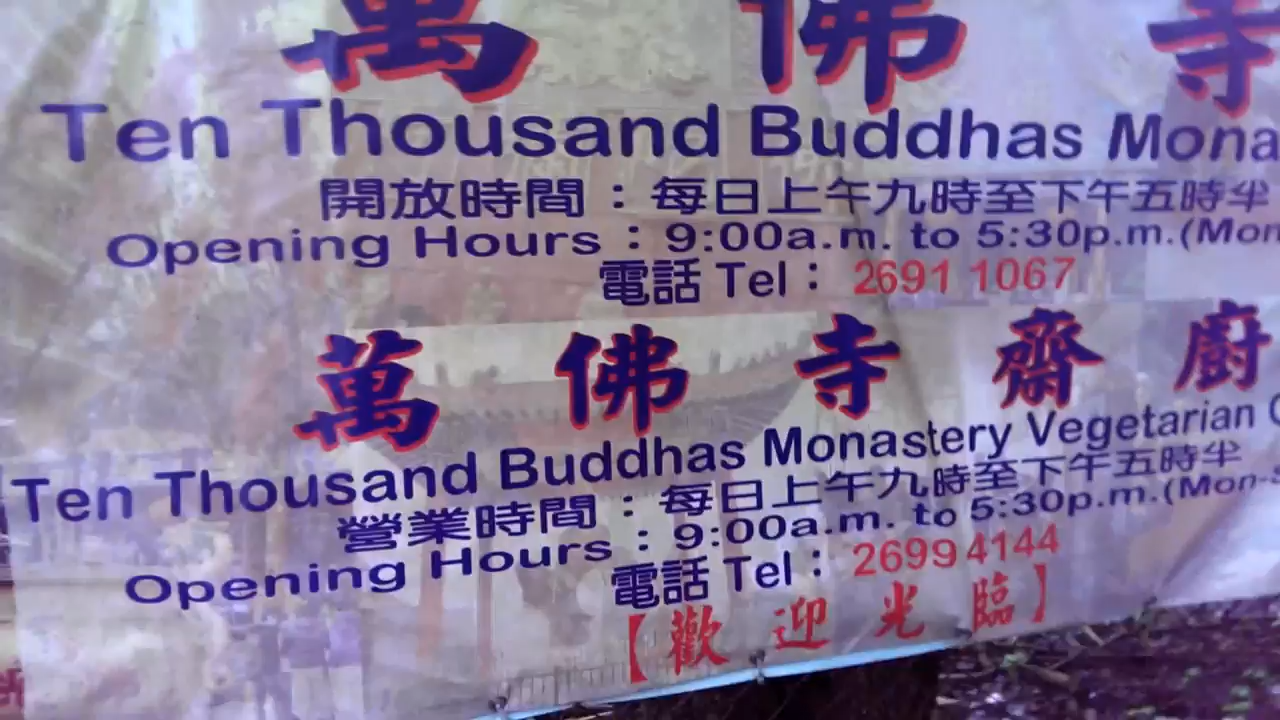 萬佛寺
Ten Thousand Buddhas
開放時間：每日上午九時至下午五時半
Opening Hours : 9:00a.m. to 5:30p.m.(Mon
電話 Tel : 2691 1067
萬佛寺齋廚
Ten Thousand Buddhas Monastery Vegetarian
營業時間：每日上午九時至下午五時半
Opening Hours : 9:00a.m. to 5:30p.m.(Mon-
電話 Tel : 2699 4144
【歡迎光臨】